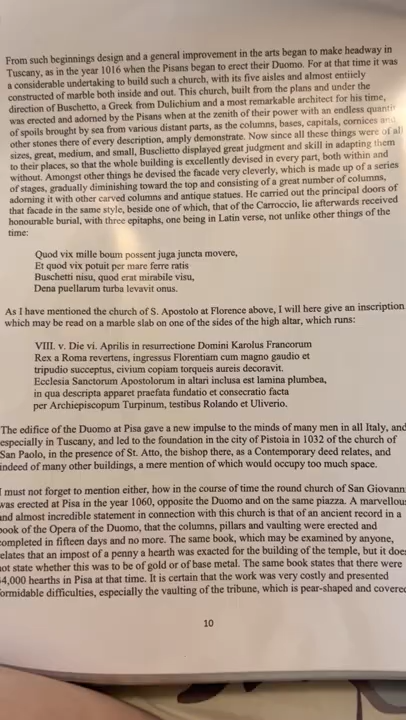 From such beginnings design and a general improvement in the arts began to make headway in
Tuscany, as in the year 1016 when the Pisans began to erect their Duomo. For at that time it was
a considerable undertaking to build such a church, with its five aisles and almost entirely
constructed of marble both inside and out. This church, built from the plans and under the
direction of Buschetto, a Greek from Dulichium and a most remarkable architect for his time,
was erected and adorned by the Pisans when at the zenith of their power with an endless quantit
of spoils brought by sea from various distant parts, as the columns, bases, capitals, cornices and
other stones there of every description, amply demonstrate. Now since all these things were of all
sizes, great, medium, and small, Buschetto displayed great judgment and skill in adapting them
to their places, so that the whole building is excellently devised in every part, both within and
without. Amongst other things he devised the façade very cleverly, which is made up of a series
of stages, gradually diminishing toward the top and consisting of a great number of columns,
adorning it with other carved columns and antique statues. He carried out the principal doors of
that facade in the same style, beside one of which, that of the Carroccio, lie afterwards received
honourable burial, with three epitaphs, one being in Latin verse, not unlike other things of the
time:
Quod vix mille boum possent juga juncta movere,
Et quod vix potuit per mare ferre ratis
Buschetti nisu, quod erat mirabile visu,
Dena puellarum turba levavit onus.
As I have mentioned the church of S. Apostolo at Florence above, I will here give an inscription
which may be read on a marble slab on one of the sides of the high altar, which runs:
VIII. v. Die vi. Aprilis in resurrectione Domini Karolus Francorum
Rex a Roma revertens, ingressus Florentiam cum magno gaudio et
tripudio succeptus, civium copiam torqueis aureis decoravit.
Ecclesia Sanctorum Apostolorum in altari inclusa est lamina plumbea,
in qua descripta apparet praefata fundatio et consecratio facta
per Archiepiscopum Turpinum, testibus Rolando et Uliverio.
The edifice of the Duomo at Pisa gave a new impulse to the minds of many men in all Italy, and
especially in Tuscany, and led to the foundation in the city of Pistoia in 1032 of the church of
San Paolo, in the presence of St. Atto, the bishop there, as a Contemporary deed relates, and
indeed of many other buildings, a mere mention of which would occupy too much space.
I must not forget to mention either, how in the course of time the round church of San Giovanni
was erected at Pisa in the year 1060, opposite the Duomo and on the same piazza. A marvellous
and almost incredible statement in connection with this church is that of an ancient record in a
book of the Opera of the Duomo, that the columns, pillars and vaulting were erected and
completed in fifteen days and no more. The same book, which may be examined by anyone,
relates that an impost of a penny a hearth was exacted for the building of the temple, but it does
not state whether this was to be of gold or of base metal. The same book states that there were
4,000 hearths in Pisa at that time. It is certain that the work was very costly and presented
formidable difficulties, especially the vaulting of the tribune, which is pear-shaped and covered
10